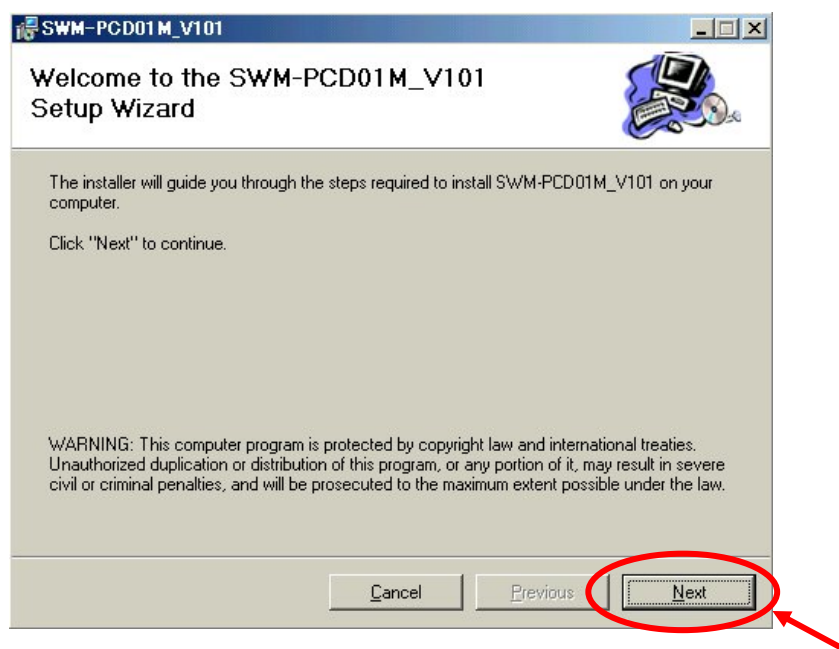 SWM-PCD01M_V101
Welcome to the SWM-PCD01M_V101
Setup Wizard
The installer will guide you through the steps required to install SWM-PCD01M_V101 on your
computer.
Click "Next" to continue.
WARNING: This computer program is protected by copyright law and international treaties.
Unauthorized duplication or distribution of this program, or any portion of it, may result in severe
civil or criminal penalties, and will be prosecuted to the maximum extent possible under the law.
Cancel Previous Next